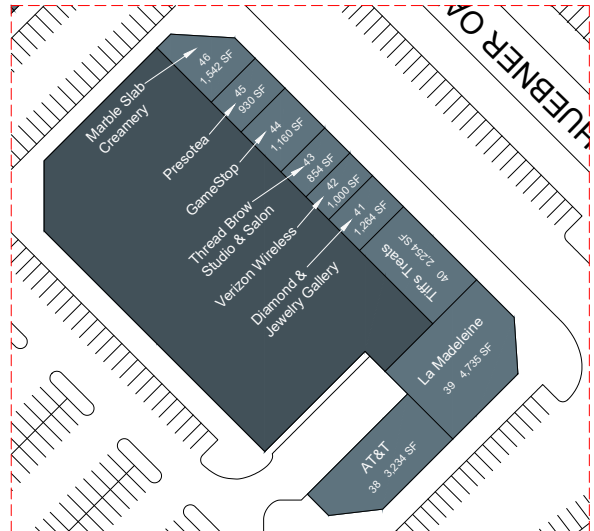 HUEBNER OA
46
1,542 SF
Marble Slab
Creamery
45
930 SF
Presotea
44
1,160 SF
GameStop
43
854 SF
Thread Brow
Studio & Salon
42
1,000 SF
Verizon Wireless
41
1,264 SF
Diamond &
Jewelry Gallery
Tiff's Treats
40 2,254 SF
La Madeleine
39 4,735 SF
AT&T
38 3,234 SF